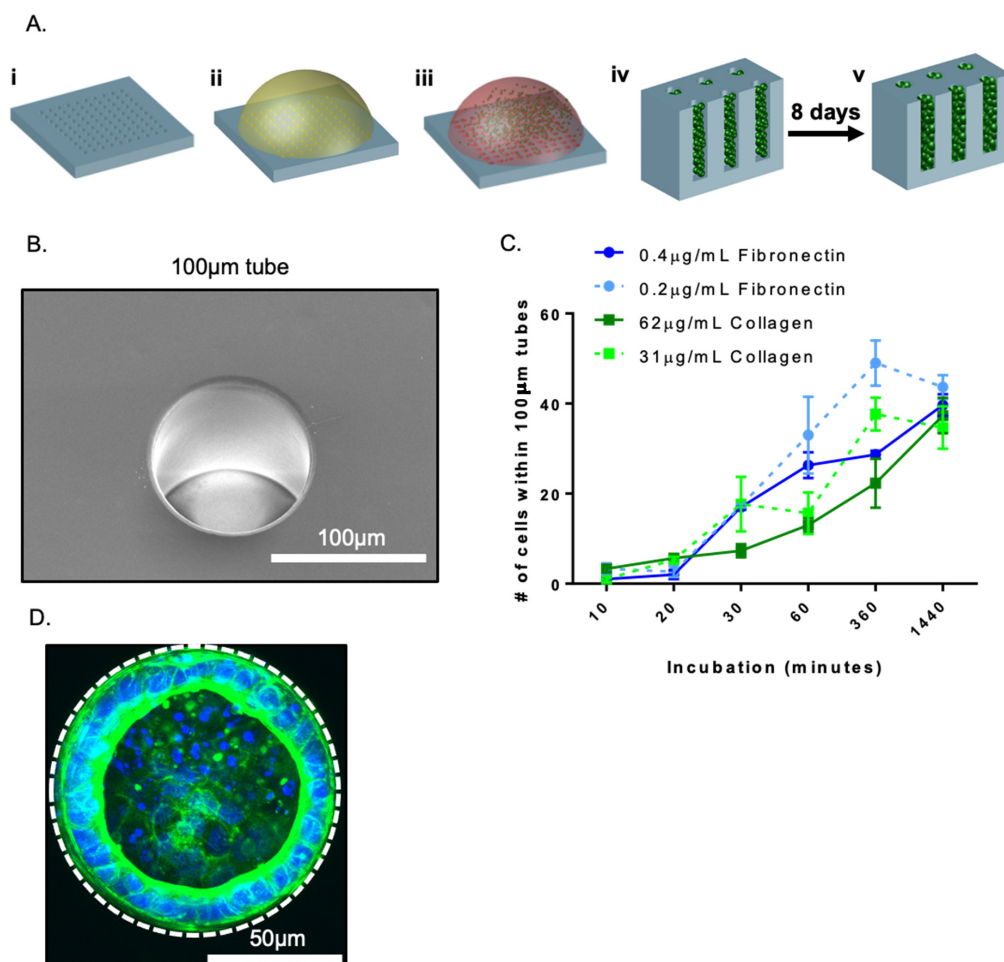 A.
i
ii
iii
iv
8 days
v
B.
100µm tube
100µm
C.
0.4µg/mL Fibronectin
0.2µg/mL Fibronectin
62µg/mL Collagen
31µg/mL Collagen
# of cells within 100µm tubes
60
40
20
0
10
20
30
60
360
1440
Incubation (minutes)
D.
50µm